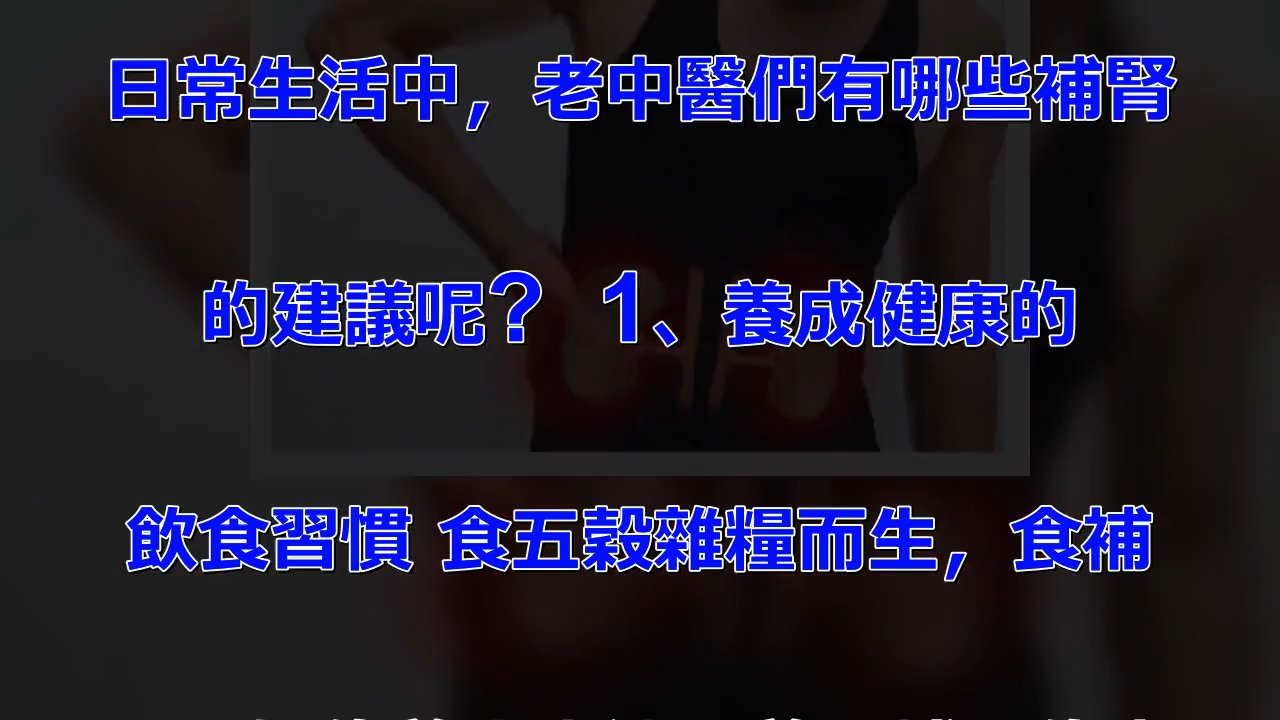 日常生活中，老中醫們有哪些補腎
的建議呢？ 1、養成健康的
飲食習慣 食五穀雜糧而生，食補